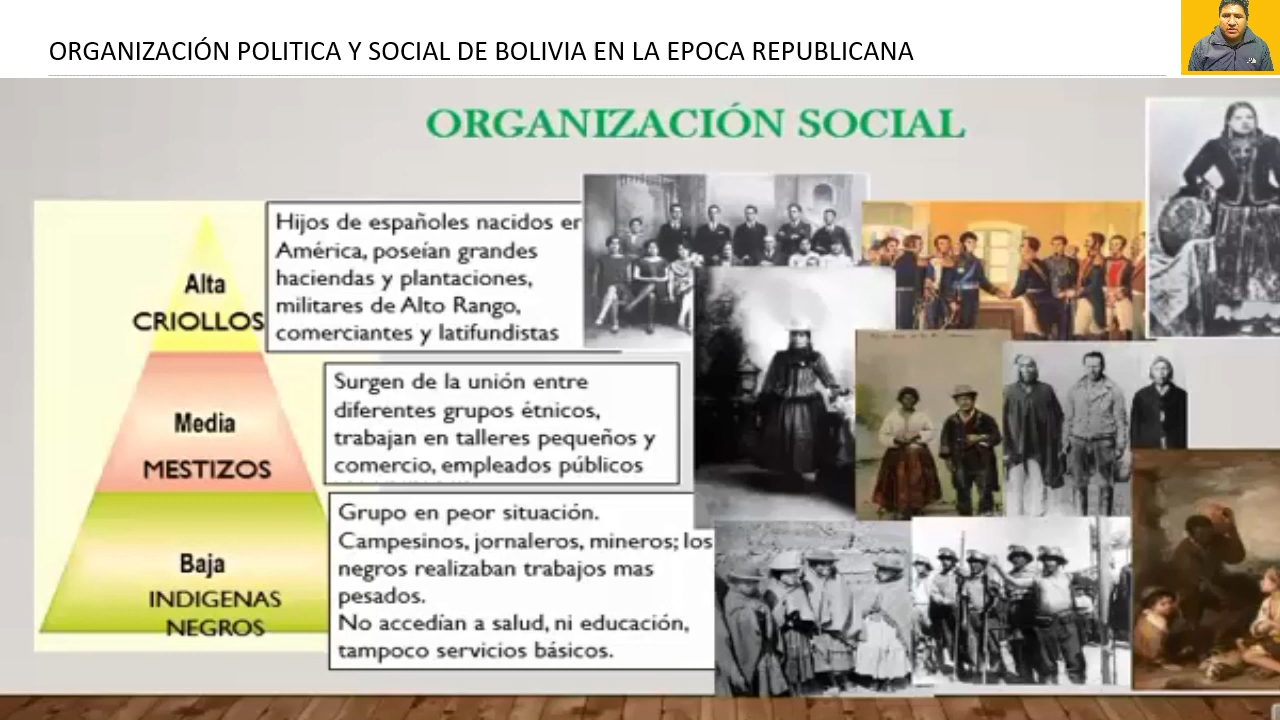 ORGANIZACIÓN POLITICA Y SOCIAL DE BOLIVIA EN LA EPOCA REPUBLICANA
ORGANIZACIÓN SOCIAL
Alta
CRIOLLOS
Hijos de españoles nacidos en
América, poseían grandes
haciendas y plantaciones,
militares de Alto Rango,
comerciantes y latifundistas
Media
MESTIZOS
Surgen de la unión entre
diferentes grupos étnicos,
trabajan en talleres pequeños y
comercio, empleados públicos
Baja
INDIGENAS
NEGROS
Grupo en peor situación.
Campesinos, jornaleros, mineros; los
negros realizaban trabajos mas
pesados.
No accedían a salud, ni educación,
tampoco servicios básicos.